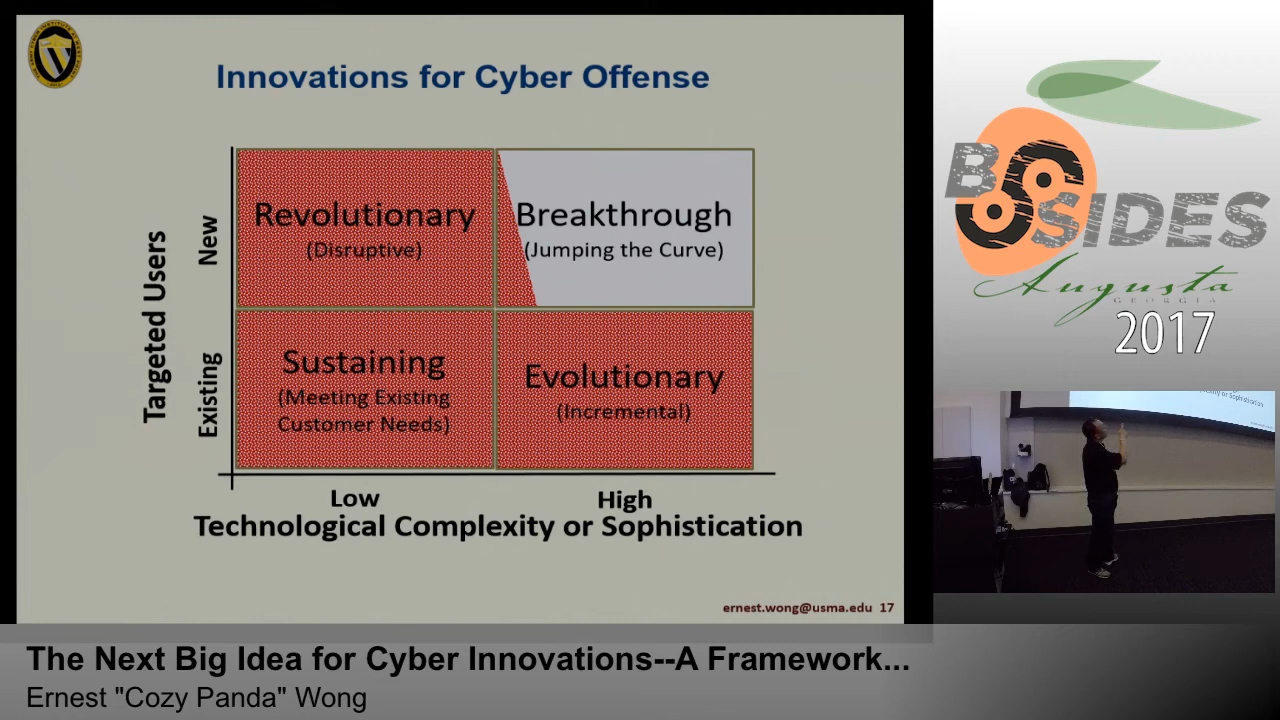 Innovations for Cyber Offense
Targeted Users
New
Existing
Revolutionary
(Disruptive)
Breakthrough
(Jumping the Curve)
Sustaining
(Meeting Existing
Customer Needs)
Evolutionary
(Incremental)
Low
High
Technological Complexity or Sophistication
ernest.wong@usma.edu 17
BSIDES
Augusta
GEORGIA
2017
or Sophistication
The Next Big Idea for Cyber Innovations--A Framework...
Ernest "Cozy Panda" Wong